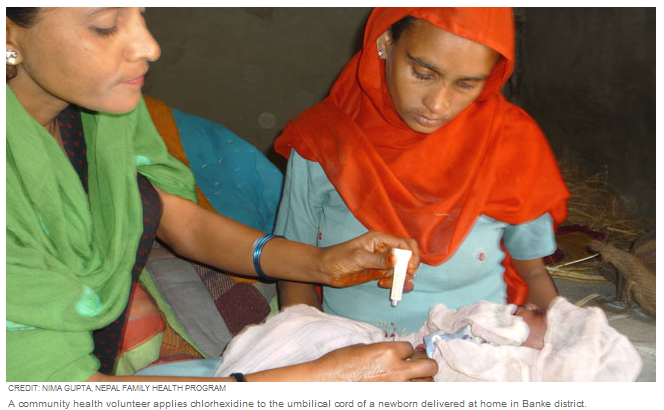 CREDIT: NIMA GUPTA, NEPAL FAMILY HEALTH PROGRAM
A community health volunteer applies chlorhexidine to the umbilical cord of a newborn delivered at home in Banke district.